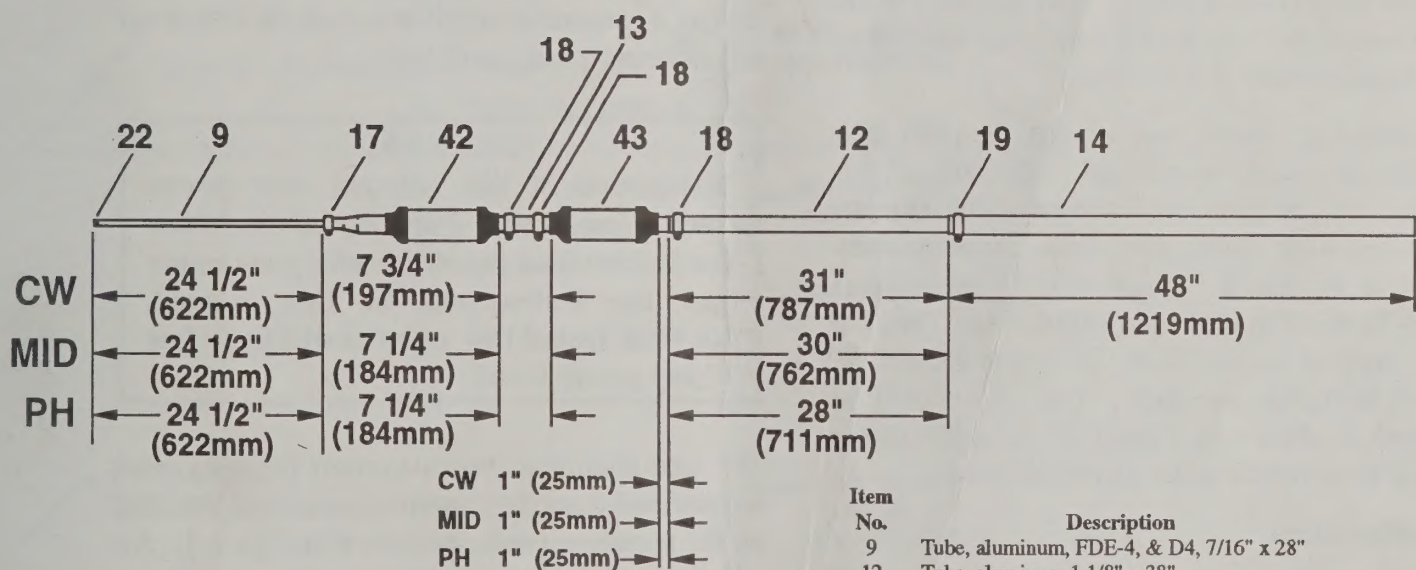 18 13
18
22 9 17 42 43 18 12 19 14
CW 24 1/2" 7 3/4" 31" 48"
(622mm) (197mm) (787mm) (1219mm)
MID 24 1/2" 7 1/4" 30"
(622mm) (184mm) (762mm)
PH 24 1/2" 7 1/4" 28"
(622mm) (184mm) (711mm)
CW 1" (25mm)
MID 1" (25mm)
PH 1" (25mm)
Item
No. Description
9 Tube, aluminum, FDE-4, & D4, 7/16" x 28"